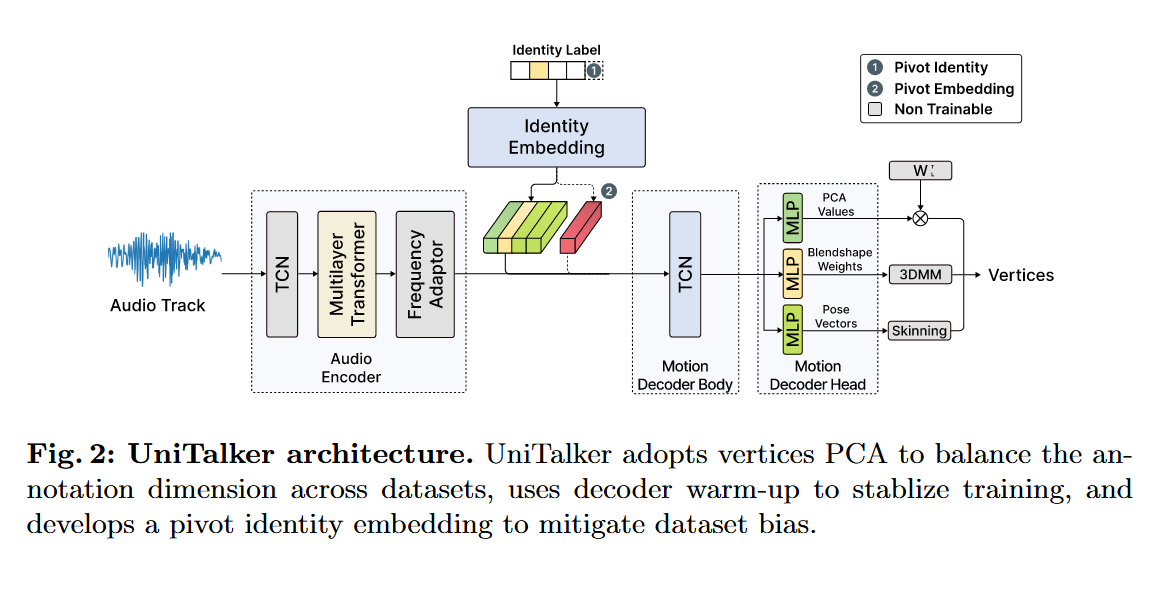 Identity Label
1
1 Pivot Identity
2 Pivot Embedding
Non Trainable
Identity
Embedding
2
Audio Track
TCN
Multilayer
Transformer
Frequency
Adaptor
Audio
Encoder
TCN
Motion
Decoder Body
MLP
PCA
Values
MLP
Blendshape
Weights
MLP
Pose
Vectors
Motion
Decoder Head
W
3DMM
Skinning
Vertices
Fig. 2: UniTalker architecture. UniTalker adopts vertices PCA to balance the an-
notation dimension across datasets, uses decoder warm-up to stablize training, and
develops a pivot identity embedding to mitigate dataset bias.